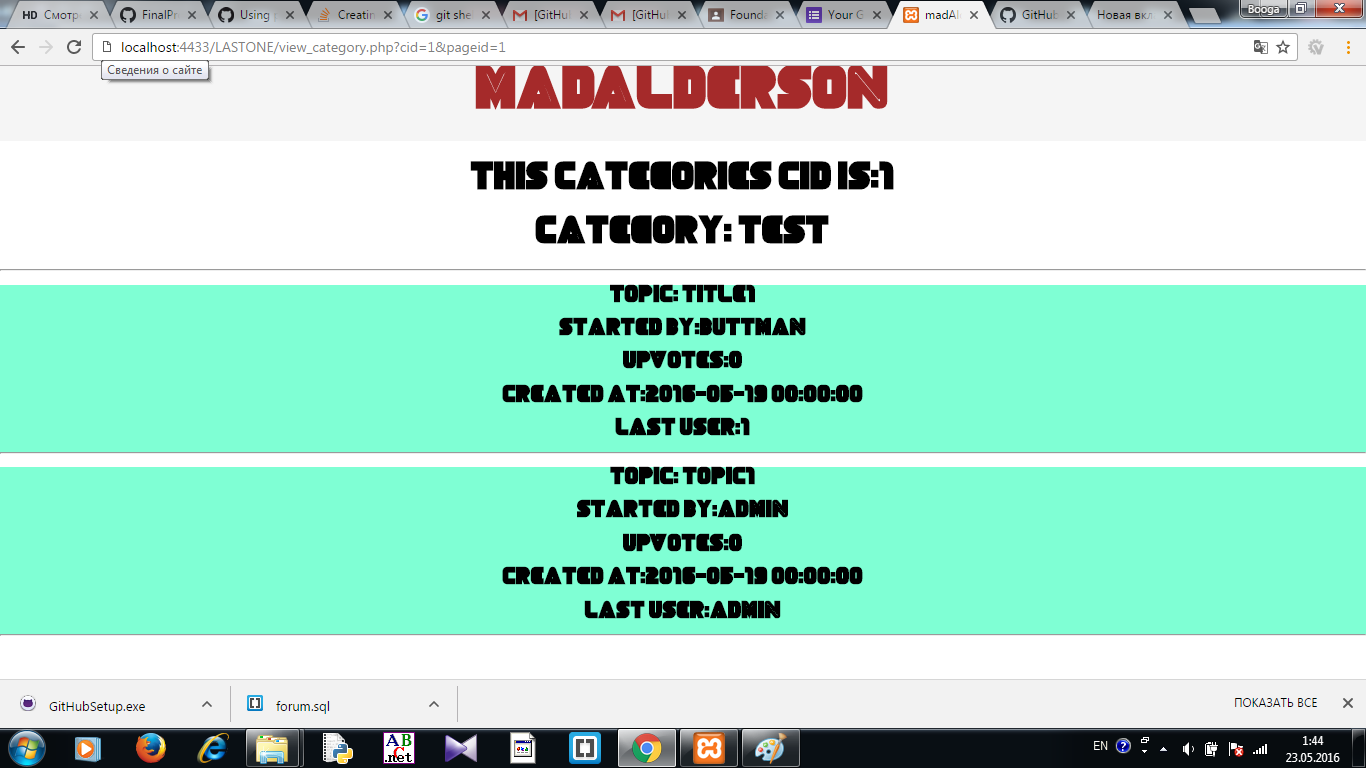 HD Смотр
FinalPr
Using
Creatin
git she
[GitHu
[GitHu
Founda
Your G
madAl
GitHub
Новая вкл
Booga
localhost:4433/LASTONE/view_category.php?cid=1&pageid=1
Сведения о сайте
MADALDERSON
THIS CATEGORIES CID IS:1
CATEGORY: TEST
TOPIC: TITLE1
STARTED BY:BUTTMAN
UPVOTES:0
CREATED AT:2016-05-19 00:00:00
LAST USER:1
TOPIC: TOPIC1
STARTED BY:ADMIN
UPVOTES:0
CREATED AT:2016-05-19 00:00:00
LAST USER:ADMIN
GitHubSetup.exe
forum.sql
ПОКАЗАТЬ ВСЕ
ABC
.net
EN
1:44
23.05.2016